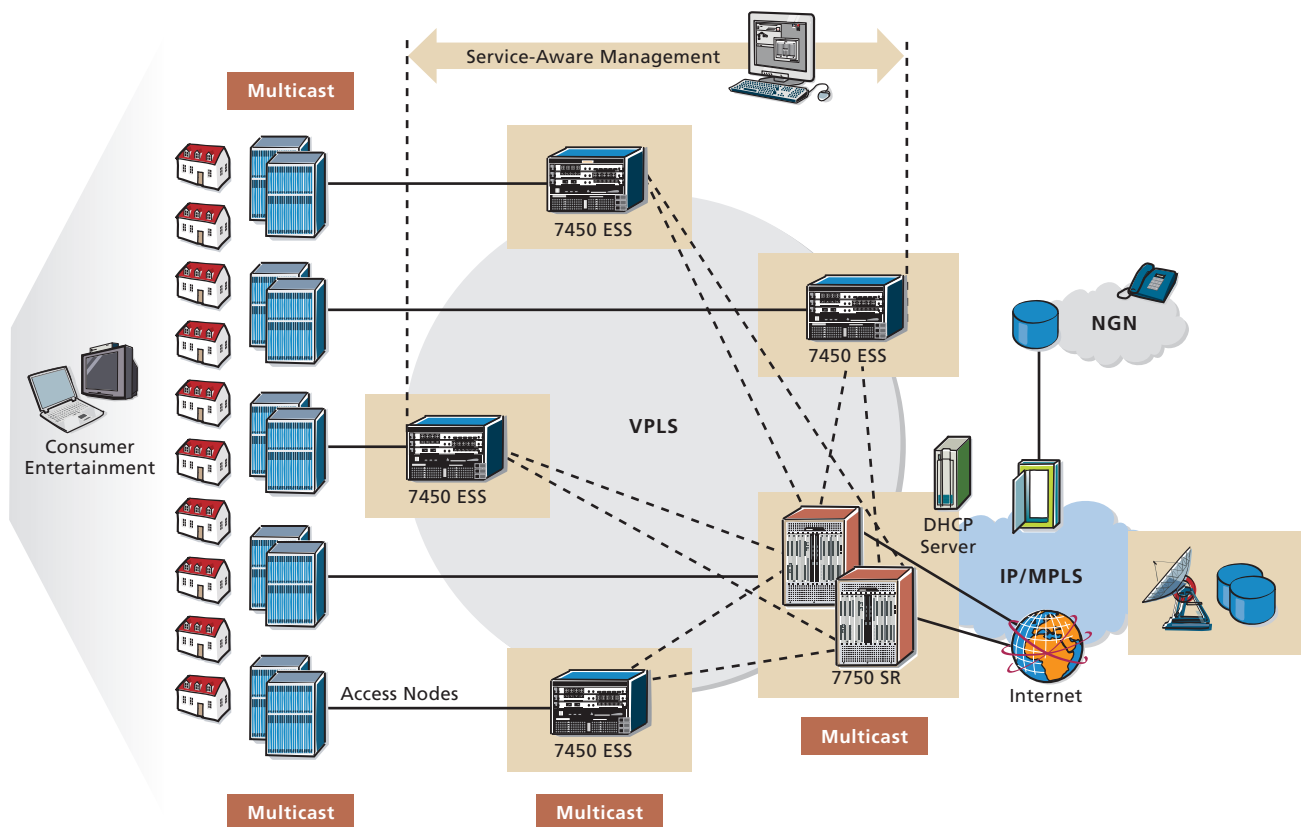 Service-Aware Management
Multicast
7450 ESS
7450 ESS
NGN
VPLS
Consumer
Entertainment
7450 ESS
DHCP
Server
IP/MPLS
7750 SR
Internet
Access Nodes
7450 ESS
Multicast
Multicast
Multicast